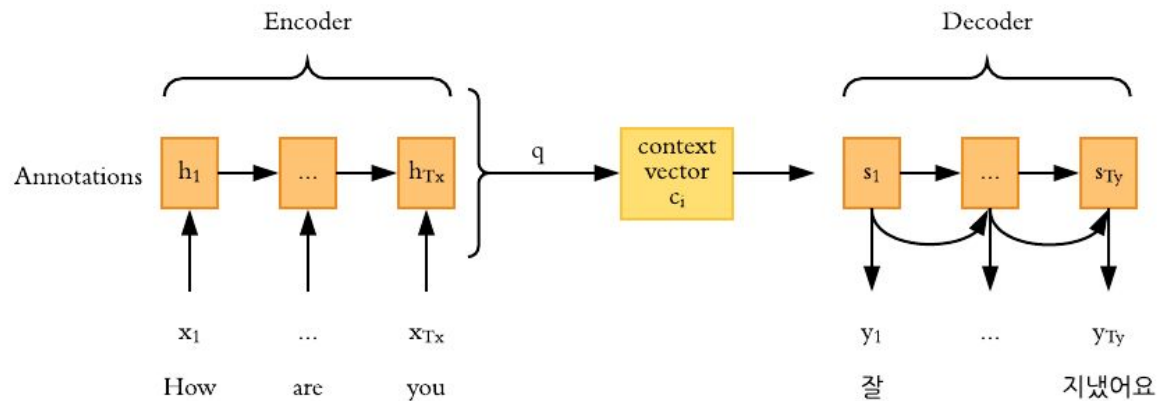 Encoder
Decoder
Annotations
h₁
...
hTx
q
context
vector
cᵢ
s₁
...
sTy
x₁
...
xTx
y₁
...
yTy
How
are
you
잘
지냈어요